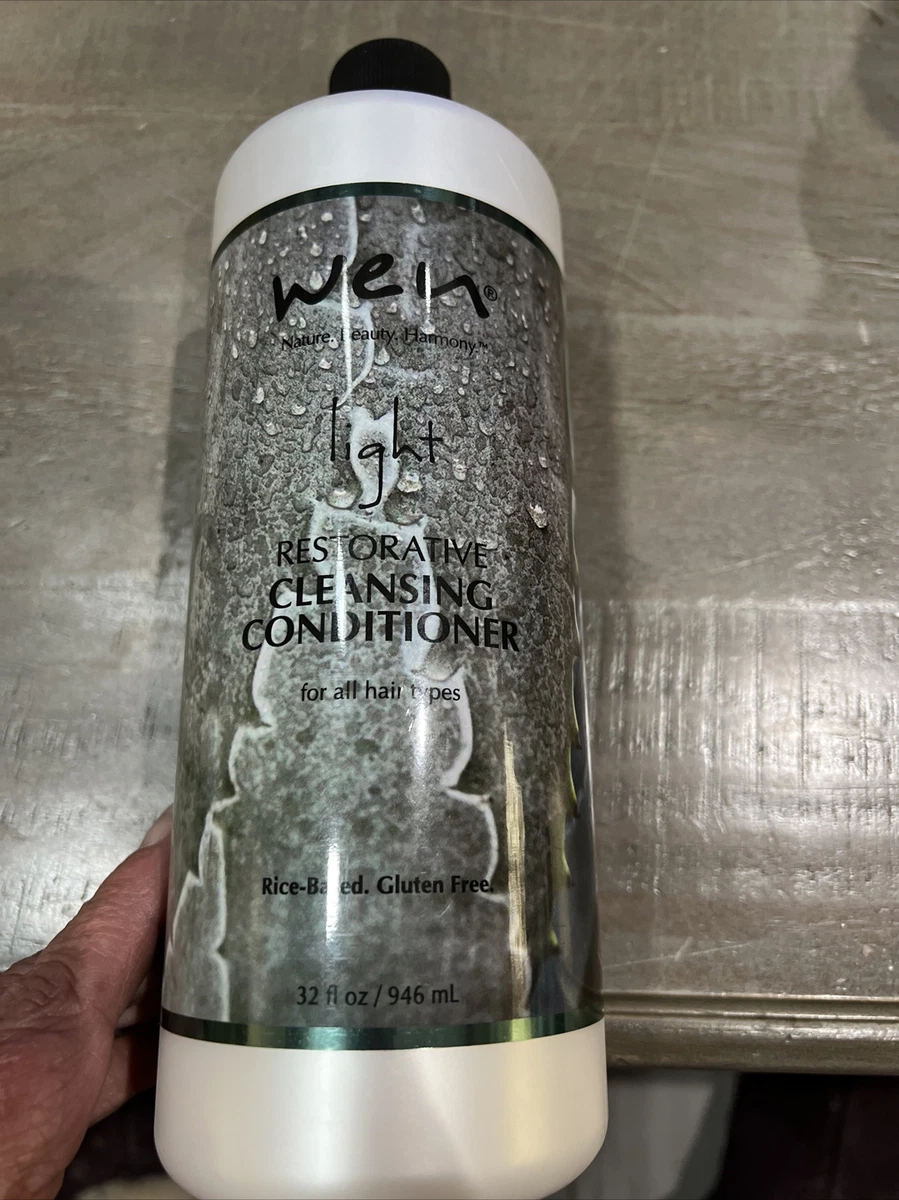 wen®
Nature. Beauty. Harmony.™
light
RESTORATIVE
CLEANSING
CONDITIONER
for all hair types
Rice-Based. Gluten Free.
32 fl oz / 946 mL